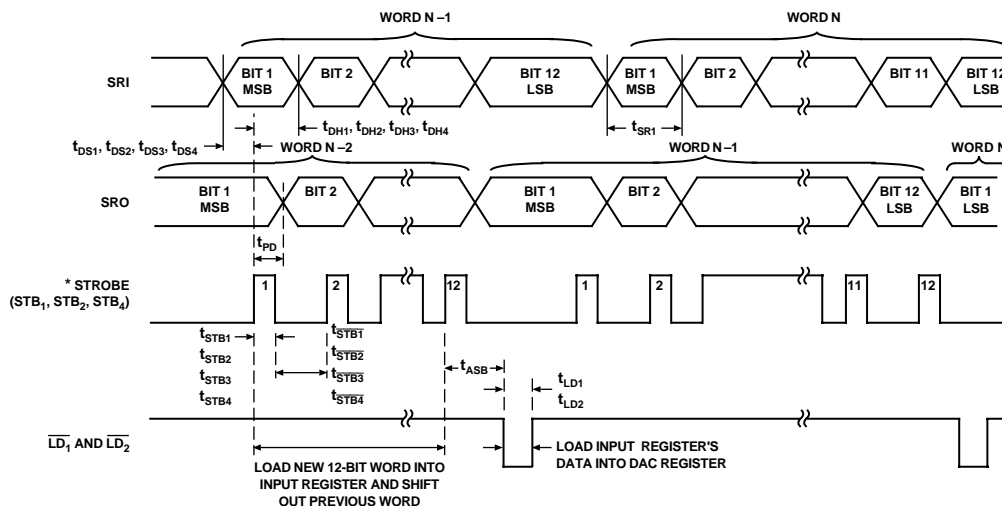 WORD N –1
WORD N
SRI
BIT 1
MSB
BIT 2
BIT 12
LSB
BIT 1
MSB
BIT 2
BIT 11
BIT 12
LSB
tDH1, tDH2, tDH3, tDH4
tSR1
tDS1, tDS2, tDS3, tDS4
WORD N –2
WORD N –1
WORD N
SRO
BIT 1
MSB
BIT 2
BIT 1
MSB
BIT 2
BIT 12
LSB
BIT 1
LSB
tPD
* STROBE
(STB1, STB2, STB4)
1
2
12
1
2
11
12
tSTB1
tSTB2
tSTB3
tSTB4
tSTB1
tSTB2
tSTB3
tSTB4
tASB
tLD1
tLD2
LD1 AND LD2
LOAD NEW 12-BIT WORD INTO
INPUT REGISTER AND SHIFT
OUT PREVIOUS WORD
LOAD INPUT REGISTER'S
DATA INTO DAC REGISTER